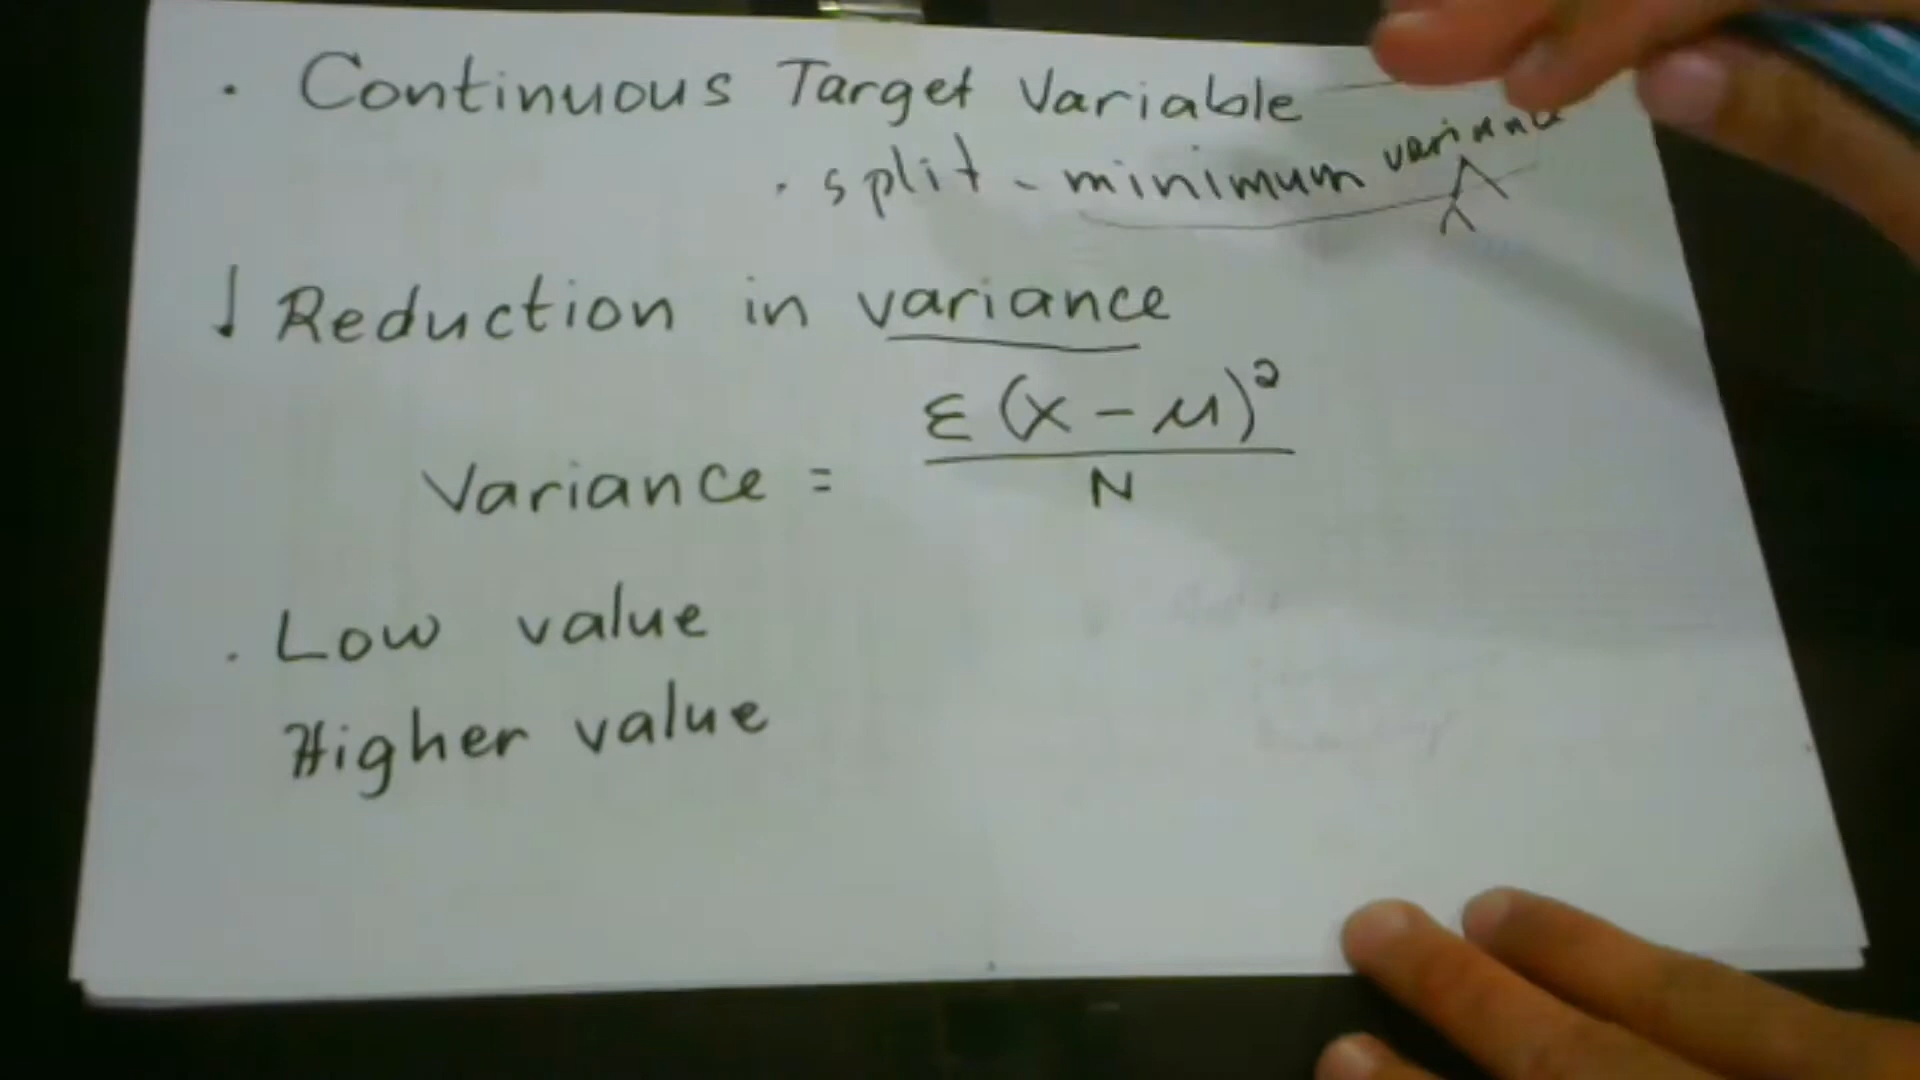 . Continuous Target Variable
. split - minimum variance
↓ Reduction in variance
Variance = Ɛ(x - μ)² / N
. Low value
Higher value